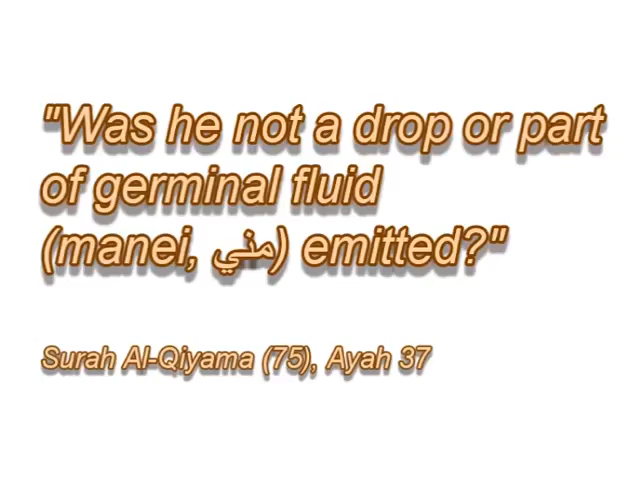 "Was he not a drop or part
of germinal fluid
(manei, مني) emitted?"
Surah Al-Qiyama (75), Ayah 37